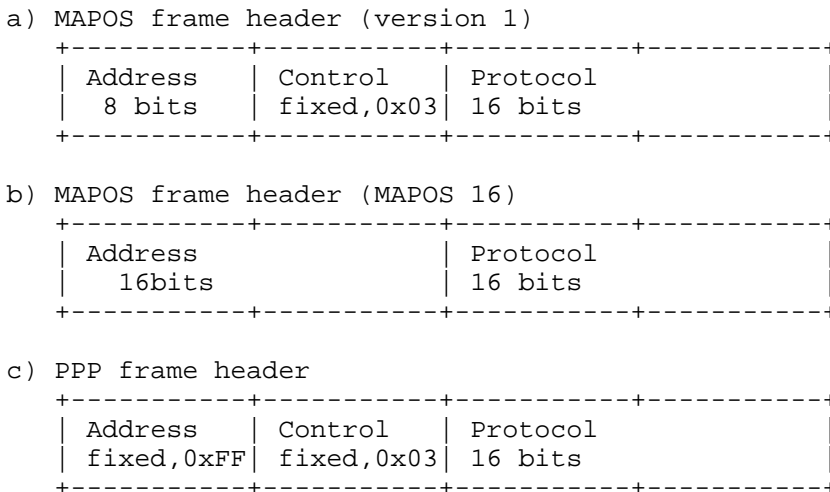 a) MAPOS frame header (version 1)
   +-----------+-----------+-----------+-----------+
   | Address   | Control   | Protocol              |
   |  8 bits   | fixed,0x03| 16 bits               |
   +-----------+-----------+-----------+-----------+

b) MAPOS frame header (MAPOS 16)
   +-----------+-----------+-----------+-----------+
   | Address               | Protocol              |
   |   16bits              | 16 bits               |
   +-----------+-----------+-----------+-----------+

c) PPP frame header
   +-----------+-----------+-----------+-----------+
   | Address   | Control   | Protocol              |
   | fixed,0xFF| fixed,0x03| 16 bits               |
   +-----------+-----------+-----------+-----------+